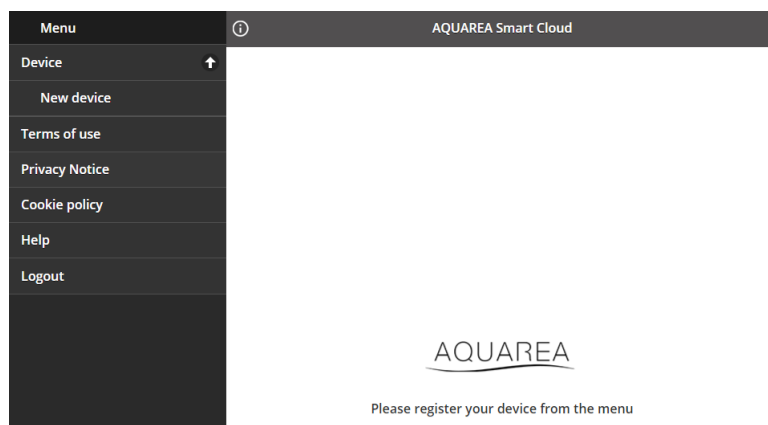 Menu
AQUAREA Smart Cloud
Device
New device
Terms of use
Privacy Notice
Cookie policy
Help
Logout
AQUAREA
Please register your device from the menu